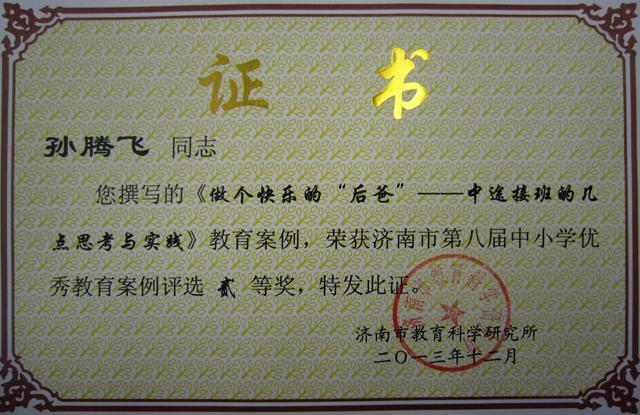 证书
孙腾飞 同志
您撰写的《做个快乐的“后爸”——中途接班的几
点思考与实践》教育案例，荣获济南市第八届中小学优
秀教育案例评选 贰 等奖，特发此证。
济南市教育科学研究所
二〇一三年十二月